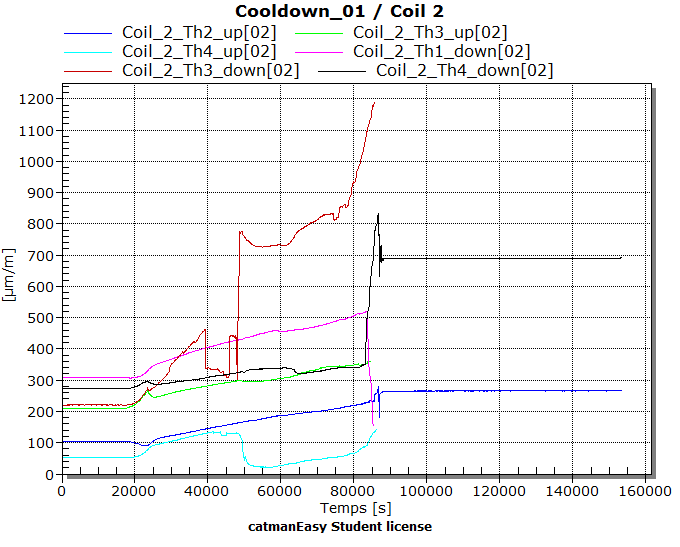 Cooldown_01 / Coil 2
Coil_2_Th2_up[02] Coil_2_Th3_up[02]
Coil_2_Th4_up[02] Coil_2_Th1_down[02]
Coil_2_Th3_down[02] Coil_2_Th4_down[02]
1200
1100
1000
900
800
700
[µm/m]
600
500
400
300
200
100
0
0 20000 40000 60000 80000 100000 120000 140000 160000
Temps [s]
catmanEasy Student license